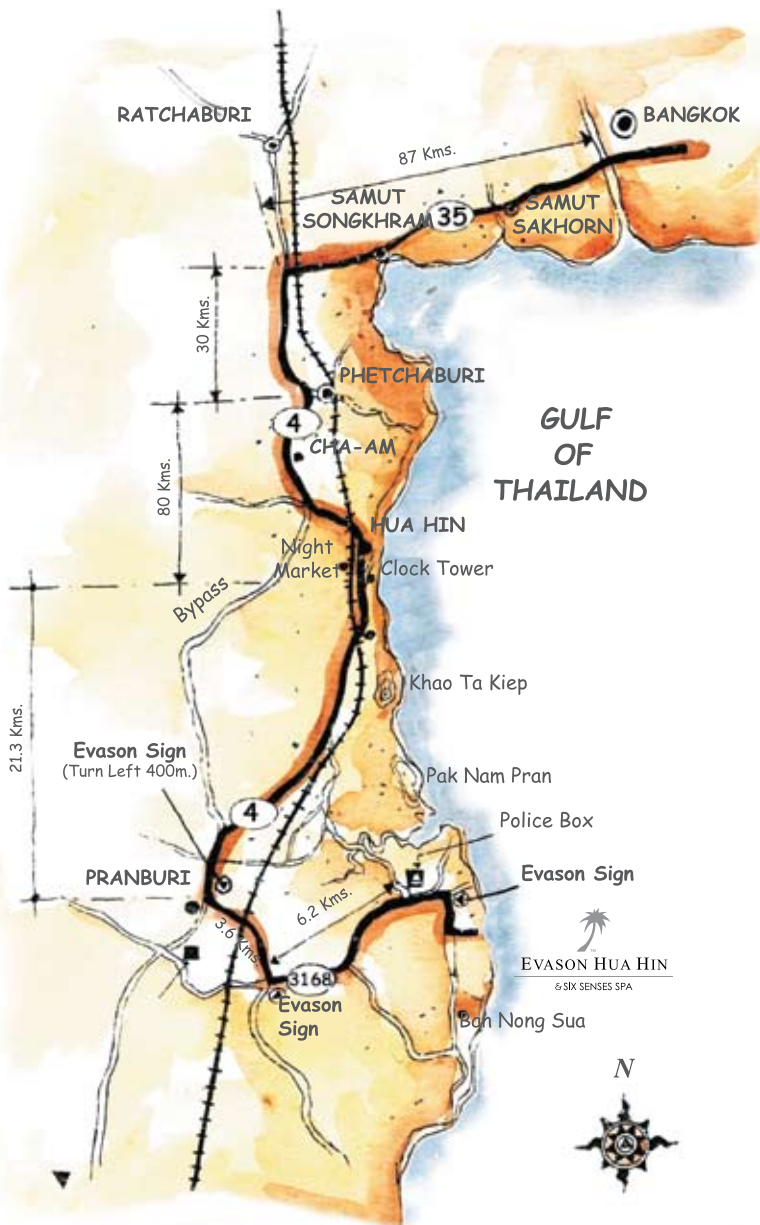 RATCHABURI
BANGKOK
87 Kms.
SAMUT
SONGKHRAM
35
SAMUT
SAKHORN
30 Kms.
PHETCHABURI
4
CHA-AM
GULF
OF
THAILAND
80 Kms.
HUA HIN
Night
Market
Clock Tower
Bypass
Khao Ta Kiep
21.3 Kms.
Evason Sign
(Turn Left 400m.)
Pak Nam Pran
4
Police Box
PRANBURI
Evason Sign
6.2 Kms.
3.6 Kms
EVASON HUA HIN
& SIX SENSES SPA
3168
Evason
Sign
Bah Nong Sua
N